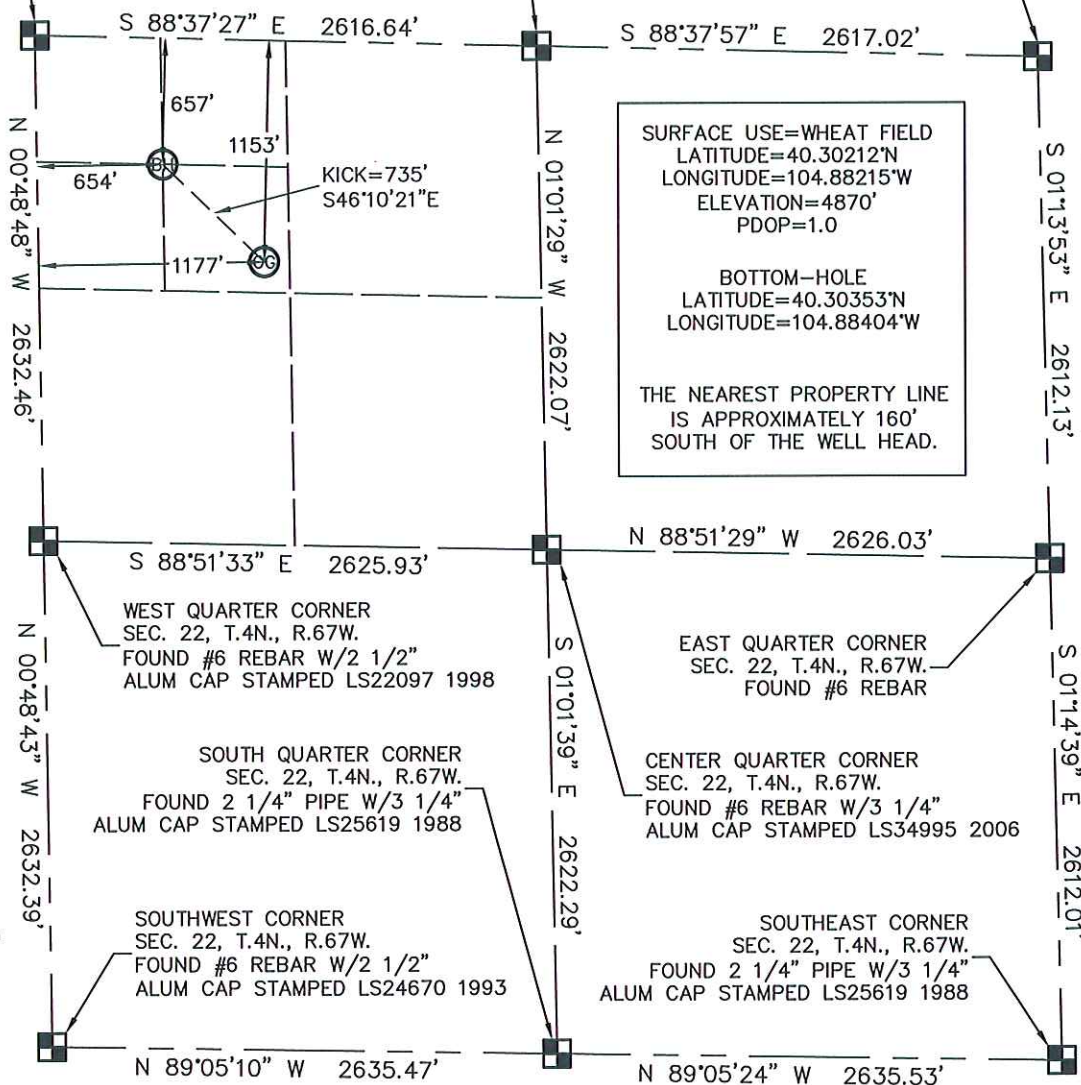 S 88°37'27" E 2616.64'
S 88°37'57" E 2617.02'
657'
1153'
BH
654'
KICK=735'
S46°10'21"E
1177'
OG
N 00°48'48" W 2632.46'
N 01°01'29" W 2622.07'
S 01°13'53" E 2612.13'
SURFACE USE=WHEAT FIELD
LATITUDE=40.30212°N
LONGITUDE=104.88215°W
ELEVATION=4870'
PDOP=1.0
BOTTOM-HOLE
LATITUDE=40.30353°N
LONGITUDE=104.88404°W
THE NEAREST PROPERTY LINE
IS APPROXIMATELY 160'
SOUTH OF THE WELL HEAD.
S 88°51'33" E 2625.93'
N 88°51'29" W 2626.03'
WEST QUARTER CORNER
SEC. 22, T.4N., R.67W.
FOUND #6 REBAR W/2 1/2"
ALUM CAP STAMPED LS22097 1998
EAST QUARTER CORNER
SEC. 22, T.4N., R.67W.
FOUND #6 REBAR
N 00°48'43" W 2632.39'
S 01°01'39" E 2622.29'
S 01°14'39" E 2612.01'
SOUTH QUARTER CORNER
SEC. 22, T.4N., R.67W.
FOUND 2 1/4" PIPE W/3 1/4"
ALUM CAP STAMPED LS25619 1988
CENTER QUARTER CORNER
SEC. 22, T.4N., R.67W.
FOUND #6 REBAR W/3 1/4"
ALUM CAP STAMPED LS34995 2006
SOUTHWEST CORNER
SEC. 22, T.4N., R.67W.
FOUND #6 REBAR W/2 1/2"
ALUM CAP STAMPED LS24670 1993
SOUTHEAST CORNER
SEC. 22, T.4N., R.67W.
FOUND 2 1/4" PIPE W/3 1/4"
ALUM CAP STAMPED LS25619 1988
N 89°05'10" W 2635.47'
N 89°05'24" W 2635.53'